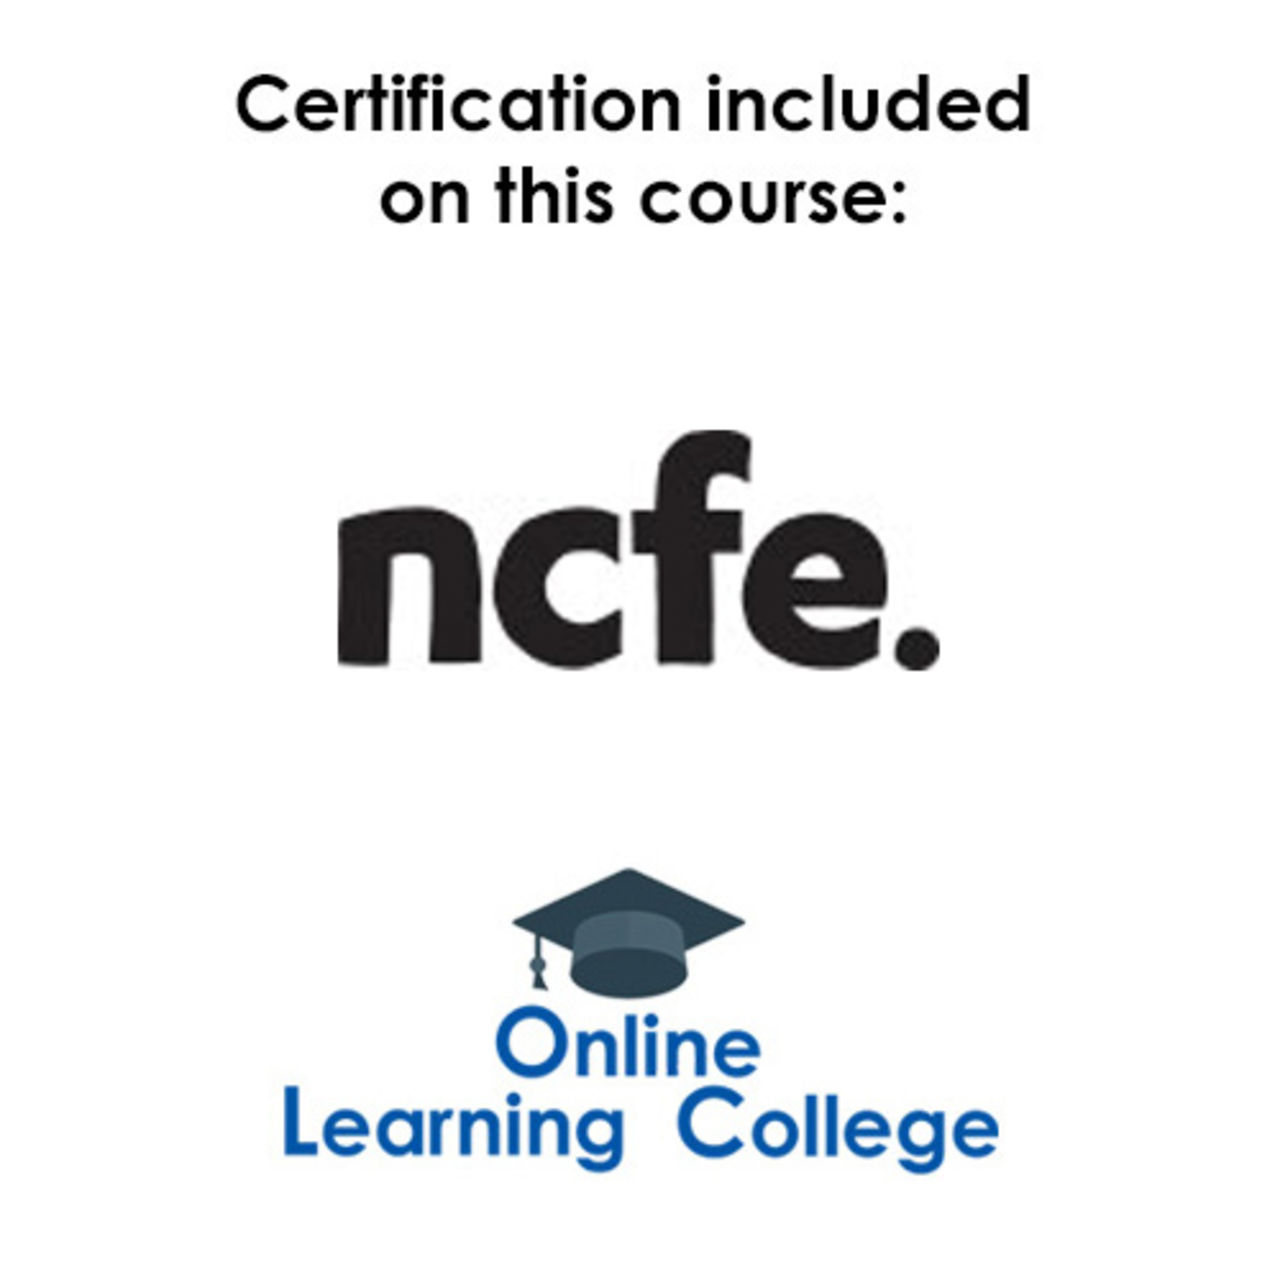 Certification included
on this course:
ncfe.
Online
Learning College